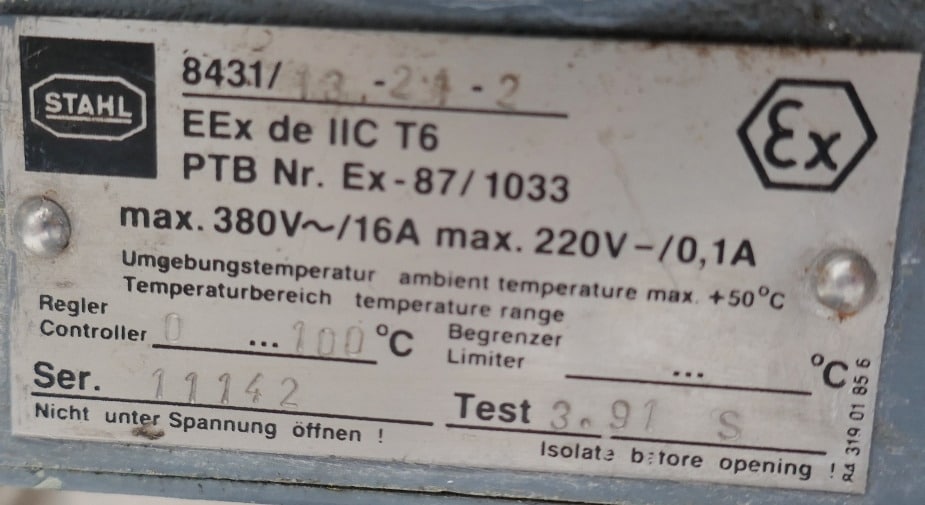 STAHL
8431/13.-21-2
EEx de IIC T6
PTB Nr. Ex-87/1033
Ex
max. 380V~/16A max. 220V-/0,1A
Umgebungstemperatur ambient temperature max. +50°C
Temperaturbereich temperature range
Regler
Controller 0 ... 100 °C
Begrenzer
Limiter ... °C
Ser. 11142
Test 3. 91 S
Nicht unter Spannung öffnen !
Isolate before opening !
319 01 85 6